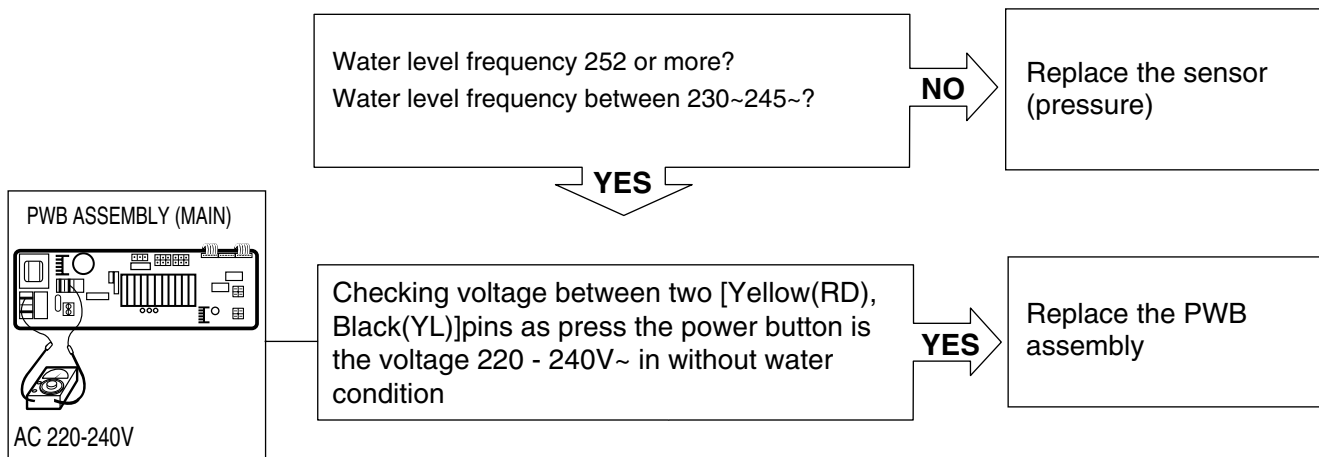 Water level frequency 252 or more?
Water level frequency between 230~245~?
NO
Replace the sensor
(pressure)
YES
PWB ASSEMBLY (MAIN)
AC 220-240V
Checking voltage between two [Yellow(RD),
Black(YL)]pins as press the power button is
the voltage 220 - 240V~ in without water
condition
YES
Replace the PWB
assembly